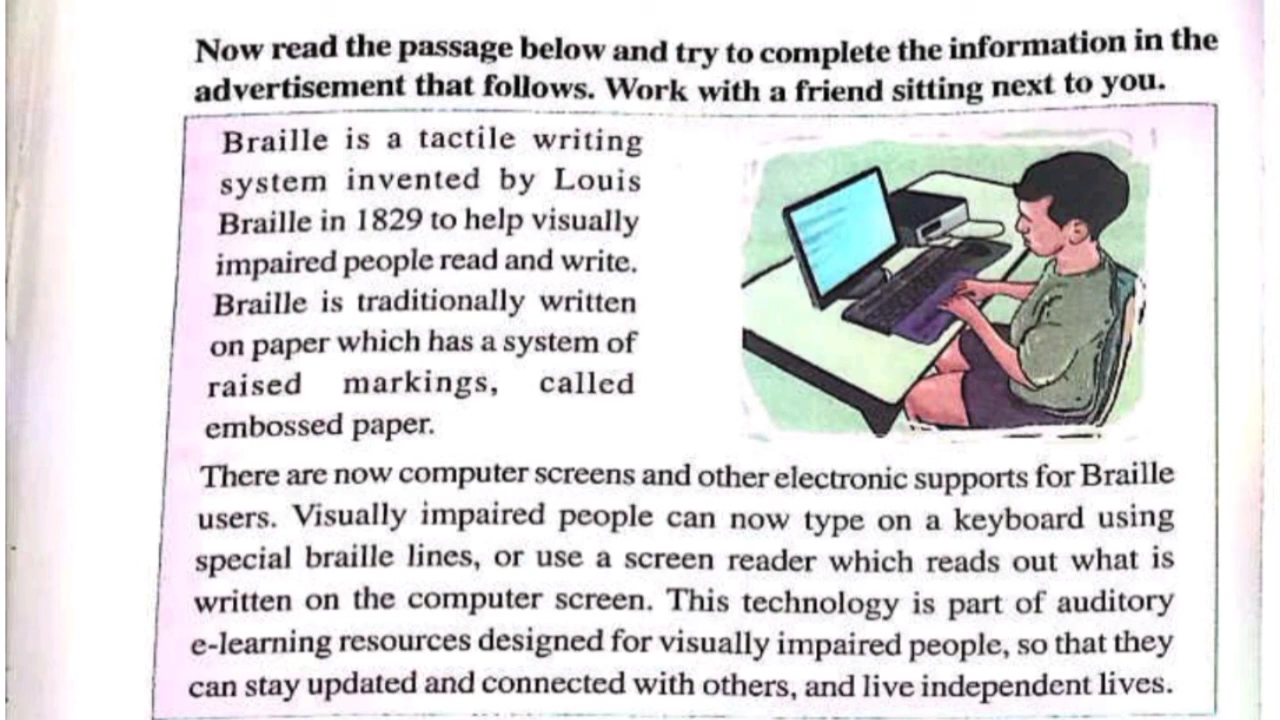 Now read the passage below and try to complete the information in the
advertisement that follows. Work with a friend sitting next to you.
Braille is a tactile writing
system invented by Louis
Braille in 1829 to help visually
impaired people read and write.
Braille is traditionally written
on paper which has a system of
raised markings, called
embossed paper.
There are now computer screens and other electronic supports for Braille
users. Visually impaired people can now type on a keyboard using
special braille lines, or use a screen reader which reads out what is
written on the computer screen. This technology is part of auditory
e-learning resources designed for visually impaired people, so that they
can stay updated and connected with others, and live independent lives.